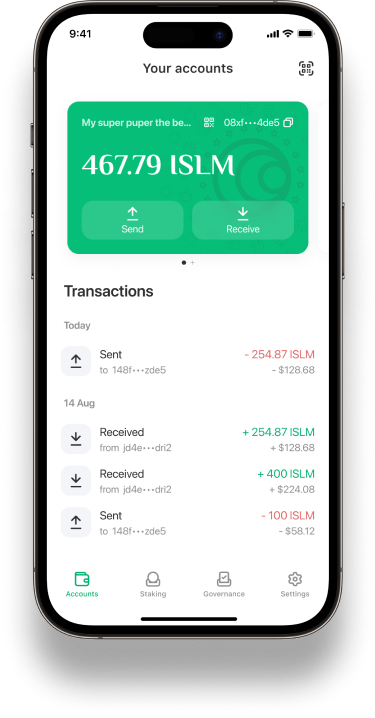 9:41
Your accounts
My super puper the be... 08xf•••4de5
467.79 ISLM
Send Receive
Transactions
Today
Sent - 254.87 ISLM
to 148f•••zde5 - $128.68
14 Aug
Received + 254.87 ISLM
from jd4e•••dri2 + $128.68
Received + 400 ISLM
from jd4e•••dri2 + $224.08
Sent - 100 ISLM
to 148f•••zde5 - $58.12
Accounts Staking Governance Settings